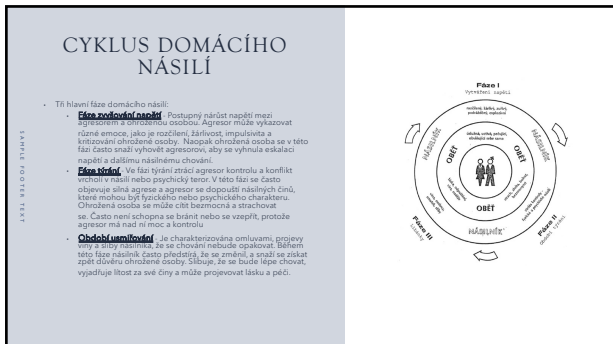 CYKLUS DOMÁCÍHO
NÁSILÍ
• Tři hlavní fáze domácího násilí:
• Fáze zvyšování napětí - Postupný nárůst napětí mezi
agresorem a ohroženou osobou. Agresor může vykazovat
různé emoce, jako je rozčílení, žárlivost, impulsivita a
kritizování ohrožené osoby. Naopak ohrožená osoba se v této
fázi často snaží vyhovět agresorovi, aby se vyhnula eskalaci
napětí a dalšímu násilnému chování.
• Fáze týrání - Ve fázi týrání ztrácí agresor kontrolu a konflikt
vrcholí v násilí nebo psychický teror. V této fázi se často
objevuje silná agrese a agresor se dopouští násilných činů,
které mohou být fyzického nebo psychického charakteru.
Ohrožená osoba se může cítit bezmocná a strachovat
se. Často není schopna se bránit nebo se vzepřít, protože
agresor má nad ní moc a kontrolu
• Období usmiřování - Je charakterizována omluvami, projevy
viny a sliby násilníka, že se chování nebude opakovat. Během
této fáze násilník často předstírá, že se změnil, a snaží se získat
zpět důvěru ohrožené osoby. Slibuje, že se bude lépe chovat,
vyjadřuje lítost za své činy a může projevovat lásku a péči.
SAMPLE FOOTER TEXT
Fáze I
Vytváření napětí
NÁSILNÍK
NÁSILNÍK
OBĚŤ
OBĚŤ
OBĚŤ
NÁSILNÍK
Fáze III
Fáze II
Období týrání